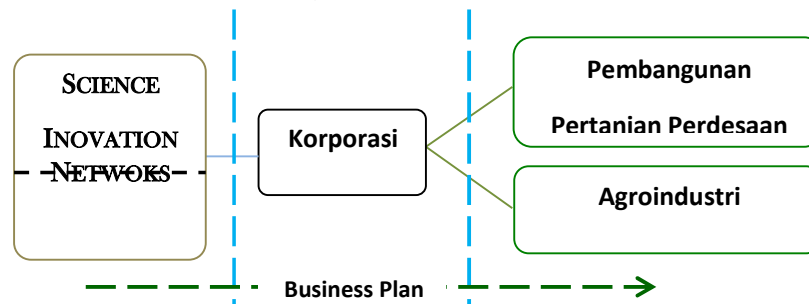 SCIENCE
INOVATION
NETWOKS
Korporasi
Pembangunan
Pertanian Perdesaan
Agroindustri
Business Plan